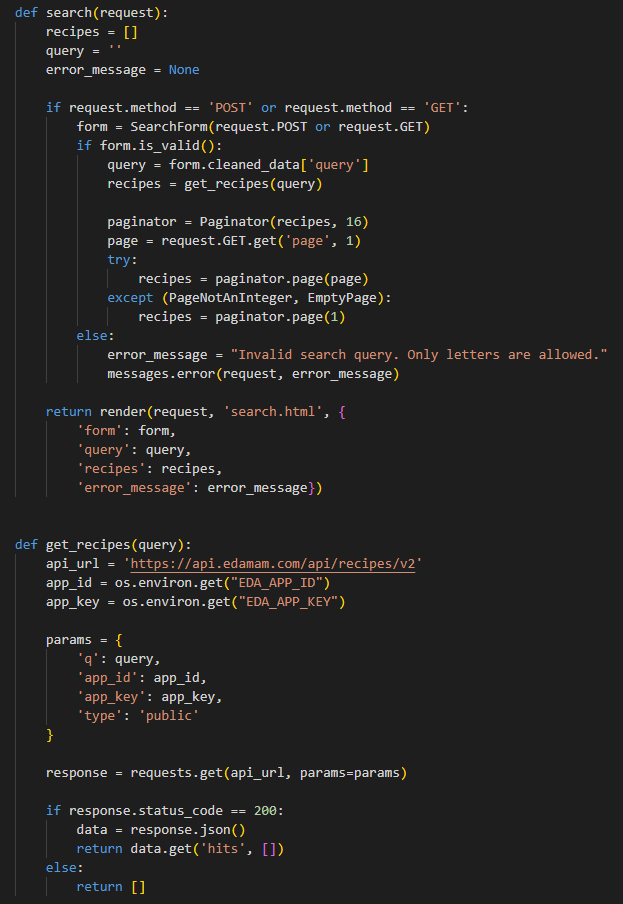 def search(request):
    recipes = []
    query = ''
    error_message = None

    if request.method == 'POST' or request.method == 'GET':
        form = SearchForm(request.POST or request.GET)
        if form.is_valid():
            query = form.cleaned_data['query']
            recipes = get_recipes(query)

            paginator = Paginator(recipes, 16)
            page = request.GET.get('page', 1)
            try:
                recipes = paginator.page(page)
            except (PageNotAnInteger, EmptyPage):
                recipes = paginator.page(1)
        else:
            error_message = "Invalid search query. Only letters are allowed."
            messages.error(request, error_message)

    return render(request, 'search.html', {
        'form': form,
        'query': query,
        'recipes': recipes,
        'error_message': error_message})


def get_recipes(query):
    api_url = 'https://api.edamam.com/api/recipes/v2'
    app_id = os.environ.get("EDA_APP_ID")
    app_key = os.environ.get("EDA_APP_KEY")

    params = {
        'q': query,
        'app_id': app_id,
        'app_key': app_key,
        'type': 'public'
    }

    response = requests.get(api_url, params=params)

    if response.status_code == 200:
        data = response.json()
        return data.get('hits', [])
    else:
        return []